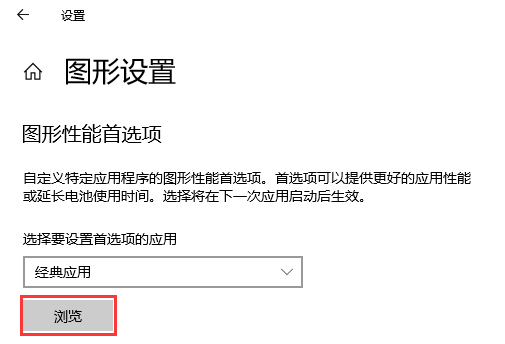 设置
图形设置
图形性能首选项
自定义特定应用程序的图形性能首选项。首选项可以提供更好的应用性能
或延长电池使用时间。选择将在下一次应用启动后生效。
选择要设置首选项的应用
经典应用
浏览